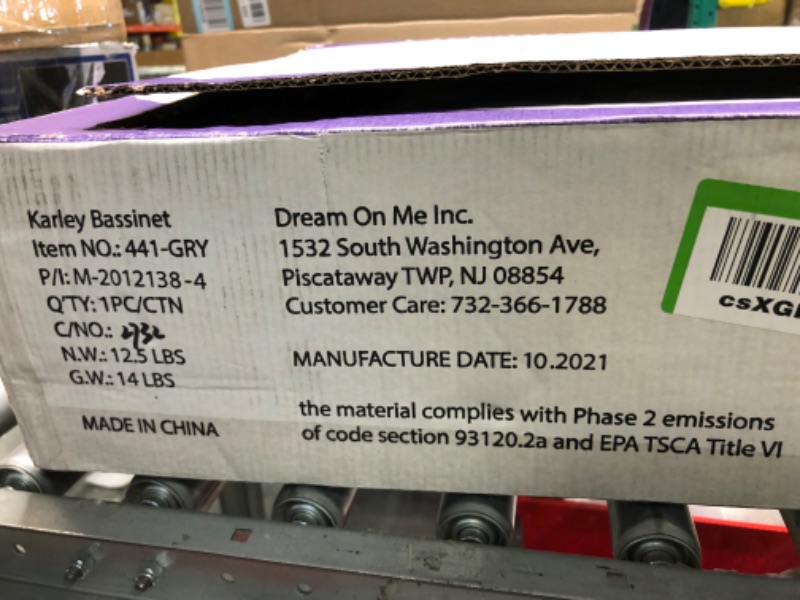 Karley Bassinet
Item NO.: 441-GRY
P/I: M-2012138-4
Q'TY: 1PC/CTN
C/NO.: 2732
N.W.: 12.5 LBS
G.W.: 14 LBS
MADE IN CHINA
Dream On Me Inc.
1532 South Washington Ave,
Piscataway TWP, NJ 08854
Customer Care: 732-366-1788
MANUFACTURE DATE: 10.2021
the material complies with Phase 2 emissions
of code section 93120.2a and EPA TSCA Title VI